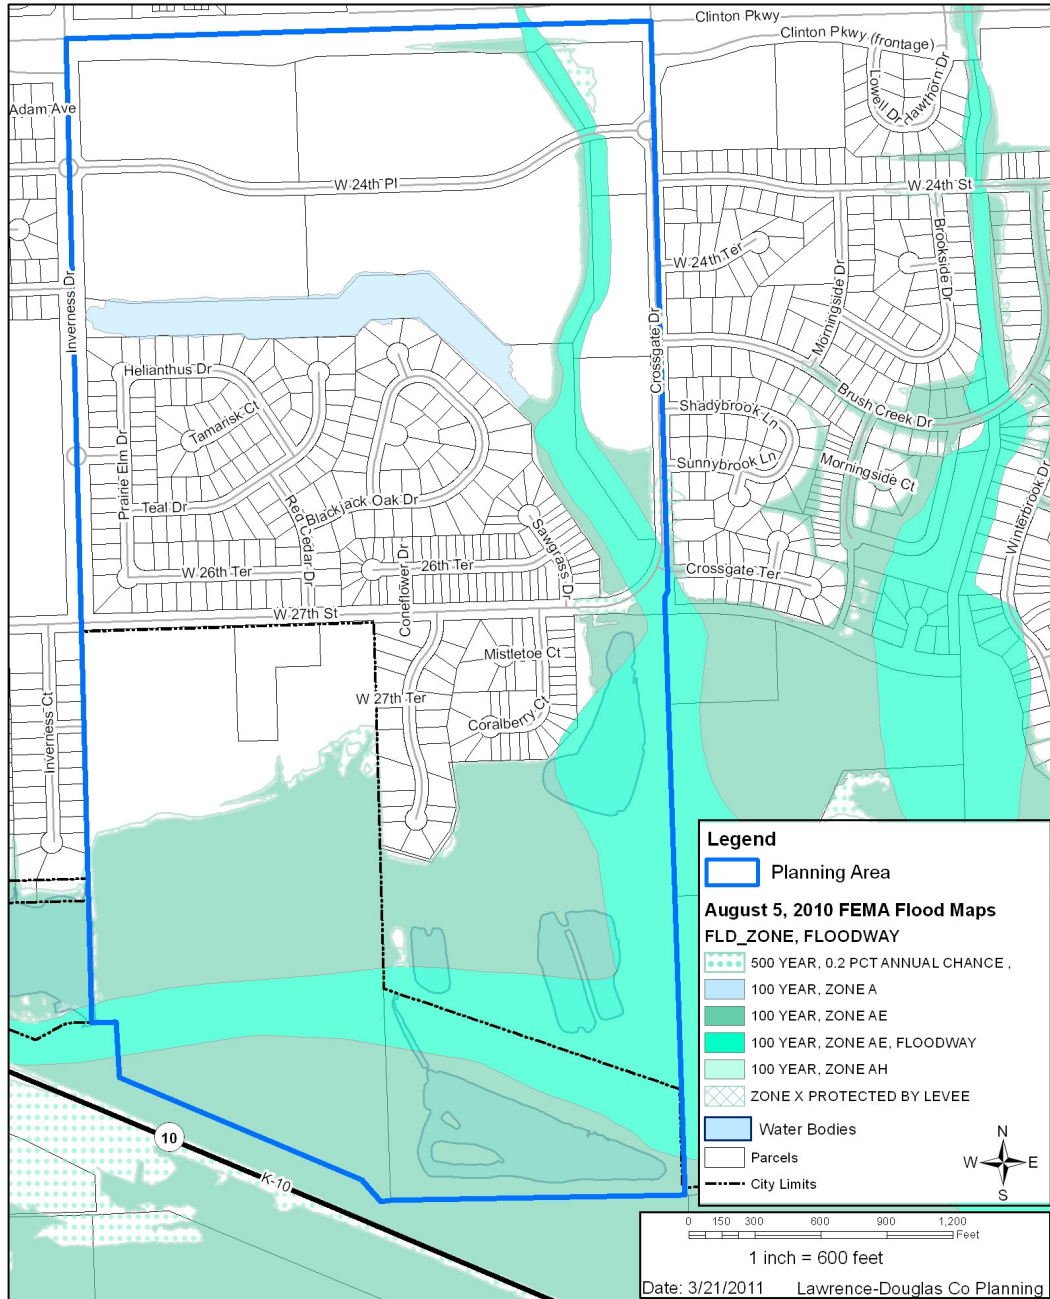 Clinton Pkwy
Clinton Pkwy (frontage)
Lowell Dr
Hawthorn Dr
Adam Ave
W 24th Pl
W 24th St
Inverness Dr
Crossgate Dr
W 24th Ter
Morningside Dr
Brookside Dr
Helianthus Dr
Tamarisk Ct
Prairie Elm Dr
Teal Dr
Red Cedar Dr
Blackjack Oak Dr
Brush Creek Dr
Shadybrook Ln
Sunnybrook Ln
Morningside Ct
Winterbrook Dr
W 26th Ter
Coneflower Dr
26th Ter
Sawgrass Dr
Crossgate Ter
W 27th St
Mistletoe Ct
W 27th Ter
Coralberry Ct
Inverness Ct
10
K-10
Legend
Planning Area
August 5, 2010 FEMA Flood Maps
FLD_ZONE, FLOODWAY
500 YEAR, 0.2 PCT ANNUAL CHANCE ,
100 YEAR, ZONE A
100 YEAR, ZONE AE
100 YEAR, ZONE AE, FLOODWAY
100 YEAR, ZONE AH
ZONE X PROTECTED BY LEVEE
Water Bodies
Parcels
City Limits
N
W E
S
0 150 300 600 900 1,200
Feet
1 inch = 600 feet
Date: 3/21/2011 Lawrence-Douglas Co Planning